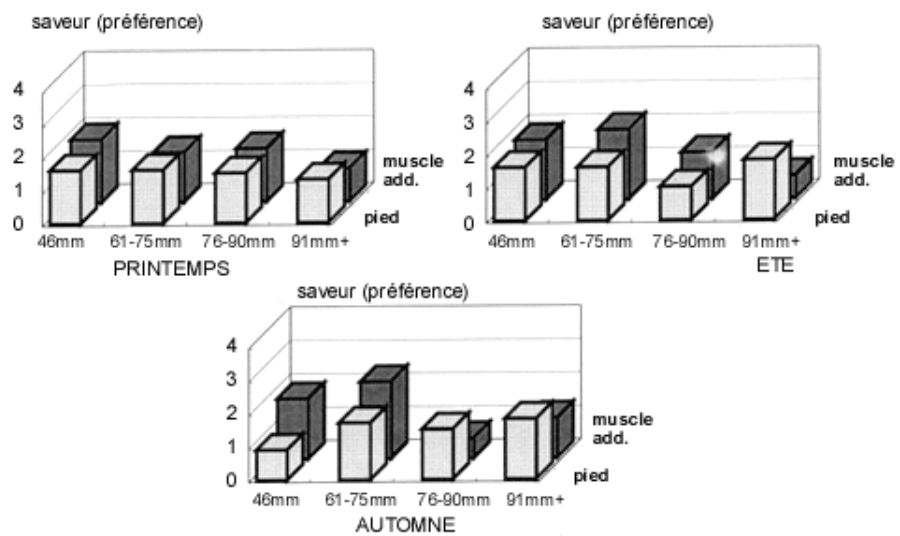 saveur (préférence)
4
3
2
1
0
muscle
add.
pied
46mm 61-75mm 76-90mm 91mm+
PRINTEMPS
saveur (préférence)
4
3
2
1
0
muscle
add.
pied
46mm 61-75mm 76-90mm 91mm+
ETE
saveur (préférence)
4
3
2
1
0
muscle
add.
pied
46mm 61-75mm 76-90mm 91mm+
AUTOMNE